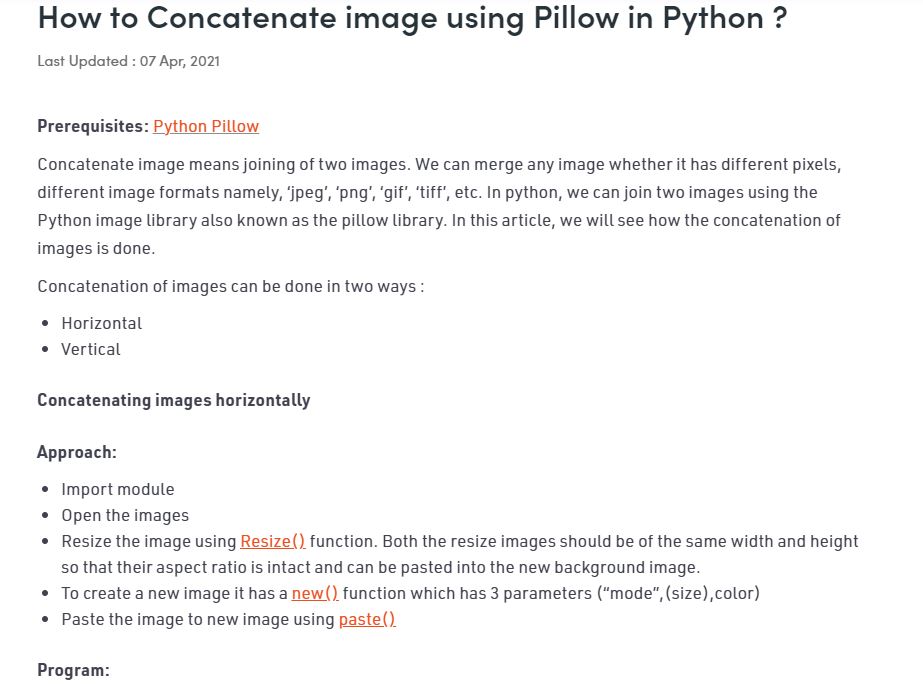 How to Concatenate image using Pillow in Python ?
Last Updated : 07 Apr, 2021
Prerequisites: Python Pillow
Concatenate image means joining of two images. We can merge any image whether it has different pixels,
different image formats namely, ‘jpeg’, ‘png’, ‘gif’, ‘tiff’, etc. In python, we can join two images using the
Python image library also known as the pillow library. In this article, we will see how the concatenation of
images is done.
Concatenation of images can be done in two ways :
• Horizontal
• Vertical
Concatenating images horizontally
Approach:
• Import module
• Open the images
• Resize the image using Resize() function. Both the resize images should be of the same width and height
so that their aspect ratio is intact and can be pasted into the new background image.
• To create a new image it has a new() function which has 3 parameters (“mode”,(size),color)
• Paste the image to new image using paste()
Program: